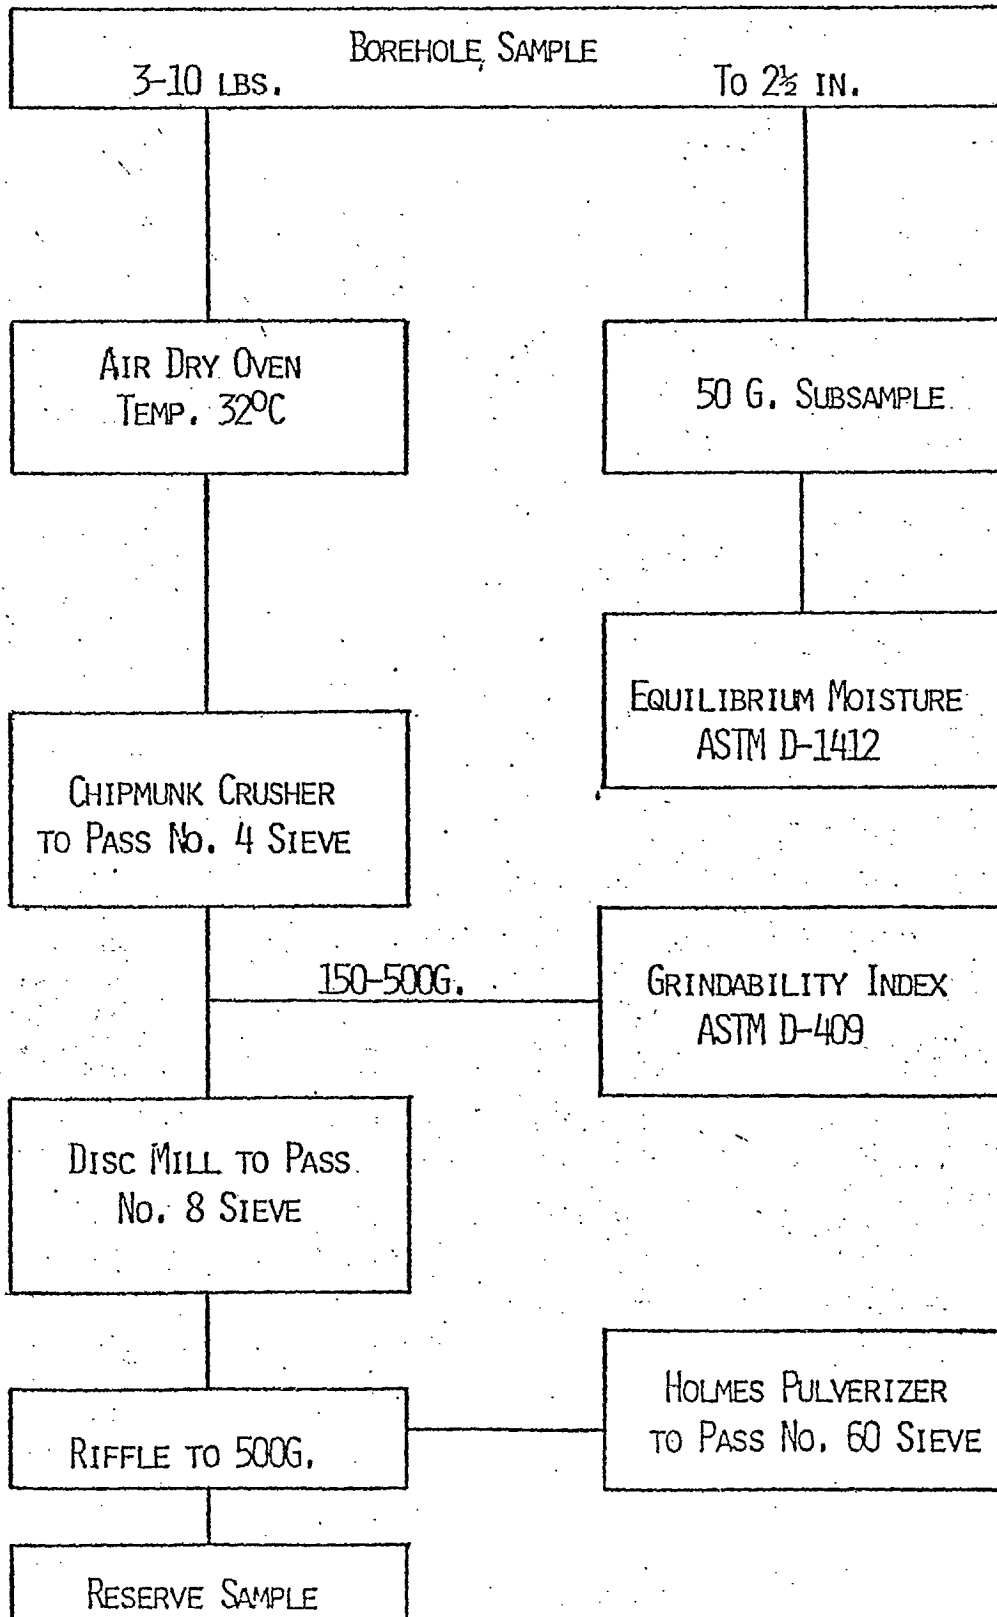 BOREHOLE SAMPLE
3-10 LBS. TO 2½ IN.
AIR DRY OVEN
TEMP. 32°C
50 G. SUBSAMPLE
EQUILIBRIUM MOISTURE
ASTM D-1412
CHIPMUNK CRUSHER
TO PASS NO. 4 SIEVE
150-500G.
GRINDABILITY INDEX
ASTM D-409
DISC MILL TO PASS
NO. 8 SIEVE
HOLMES PULVERIZER
TO PASS NO. 60 SIEVE
RIFFLE TO 500G.
RESERVE SAMPLE